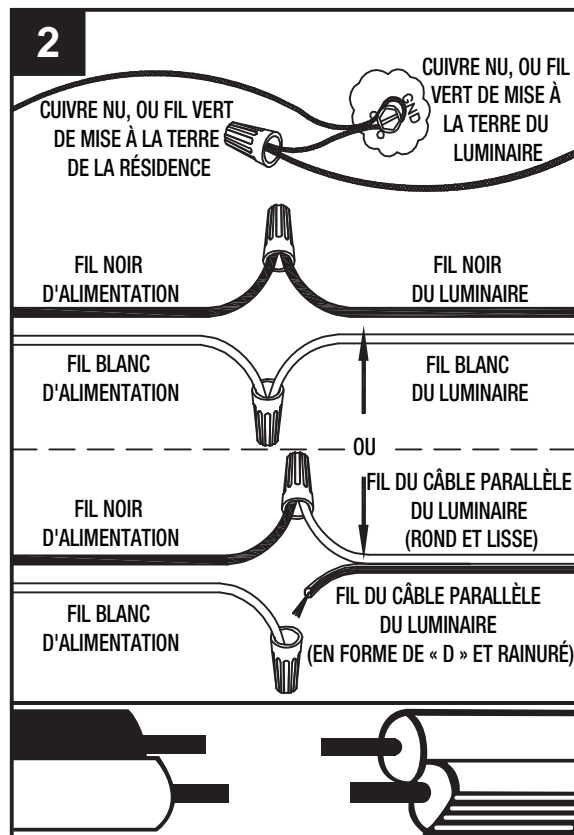 2
CUIVRE NU, OU FIL VERT
DE MISE À LA TERRE
DE LA RÉSIDENCE
GND
CUIVRE NU, OU FIL
VERT DE MISE À
LA TERRE DU
LUMINAIRE
FIL NOIR
D'ALIMENTATION
FIL NOIR
DU LUMINAIRE
FIL BLANC
D'ALIMENTATION
FIL BLANC
DU LUMINAIRE
OU
FIL NOIR
D'ALIMENTATION
FIL DU CÂBLE PARALLÈLE
DU LUMINAIRE
(ROND ET LISSE)
FIL BLANC
D'ALIMENTATION
FIL DU CÂBLE PARALLÈLE
DU LUMINAIRE
(EN FORME DE « D » ET RAINURÉ)